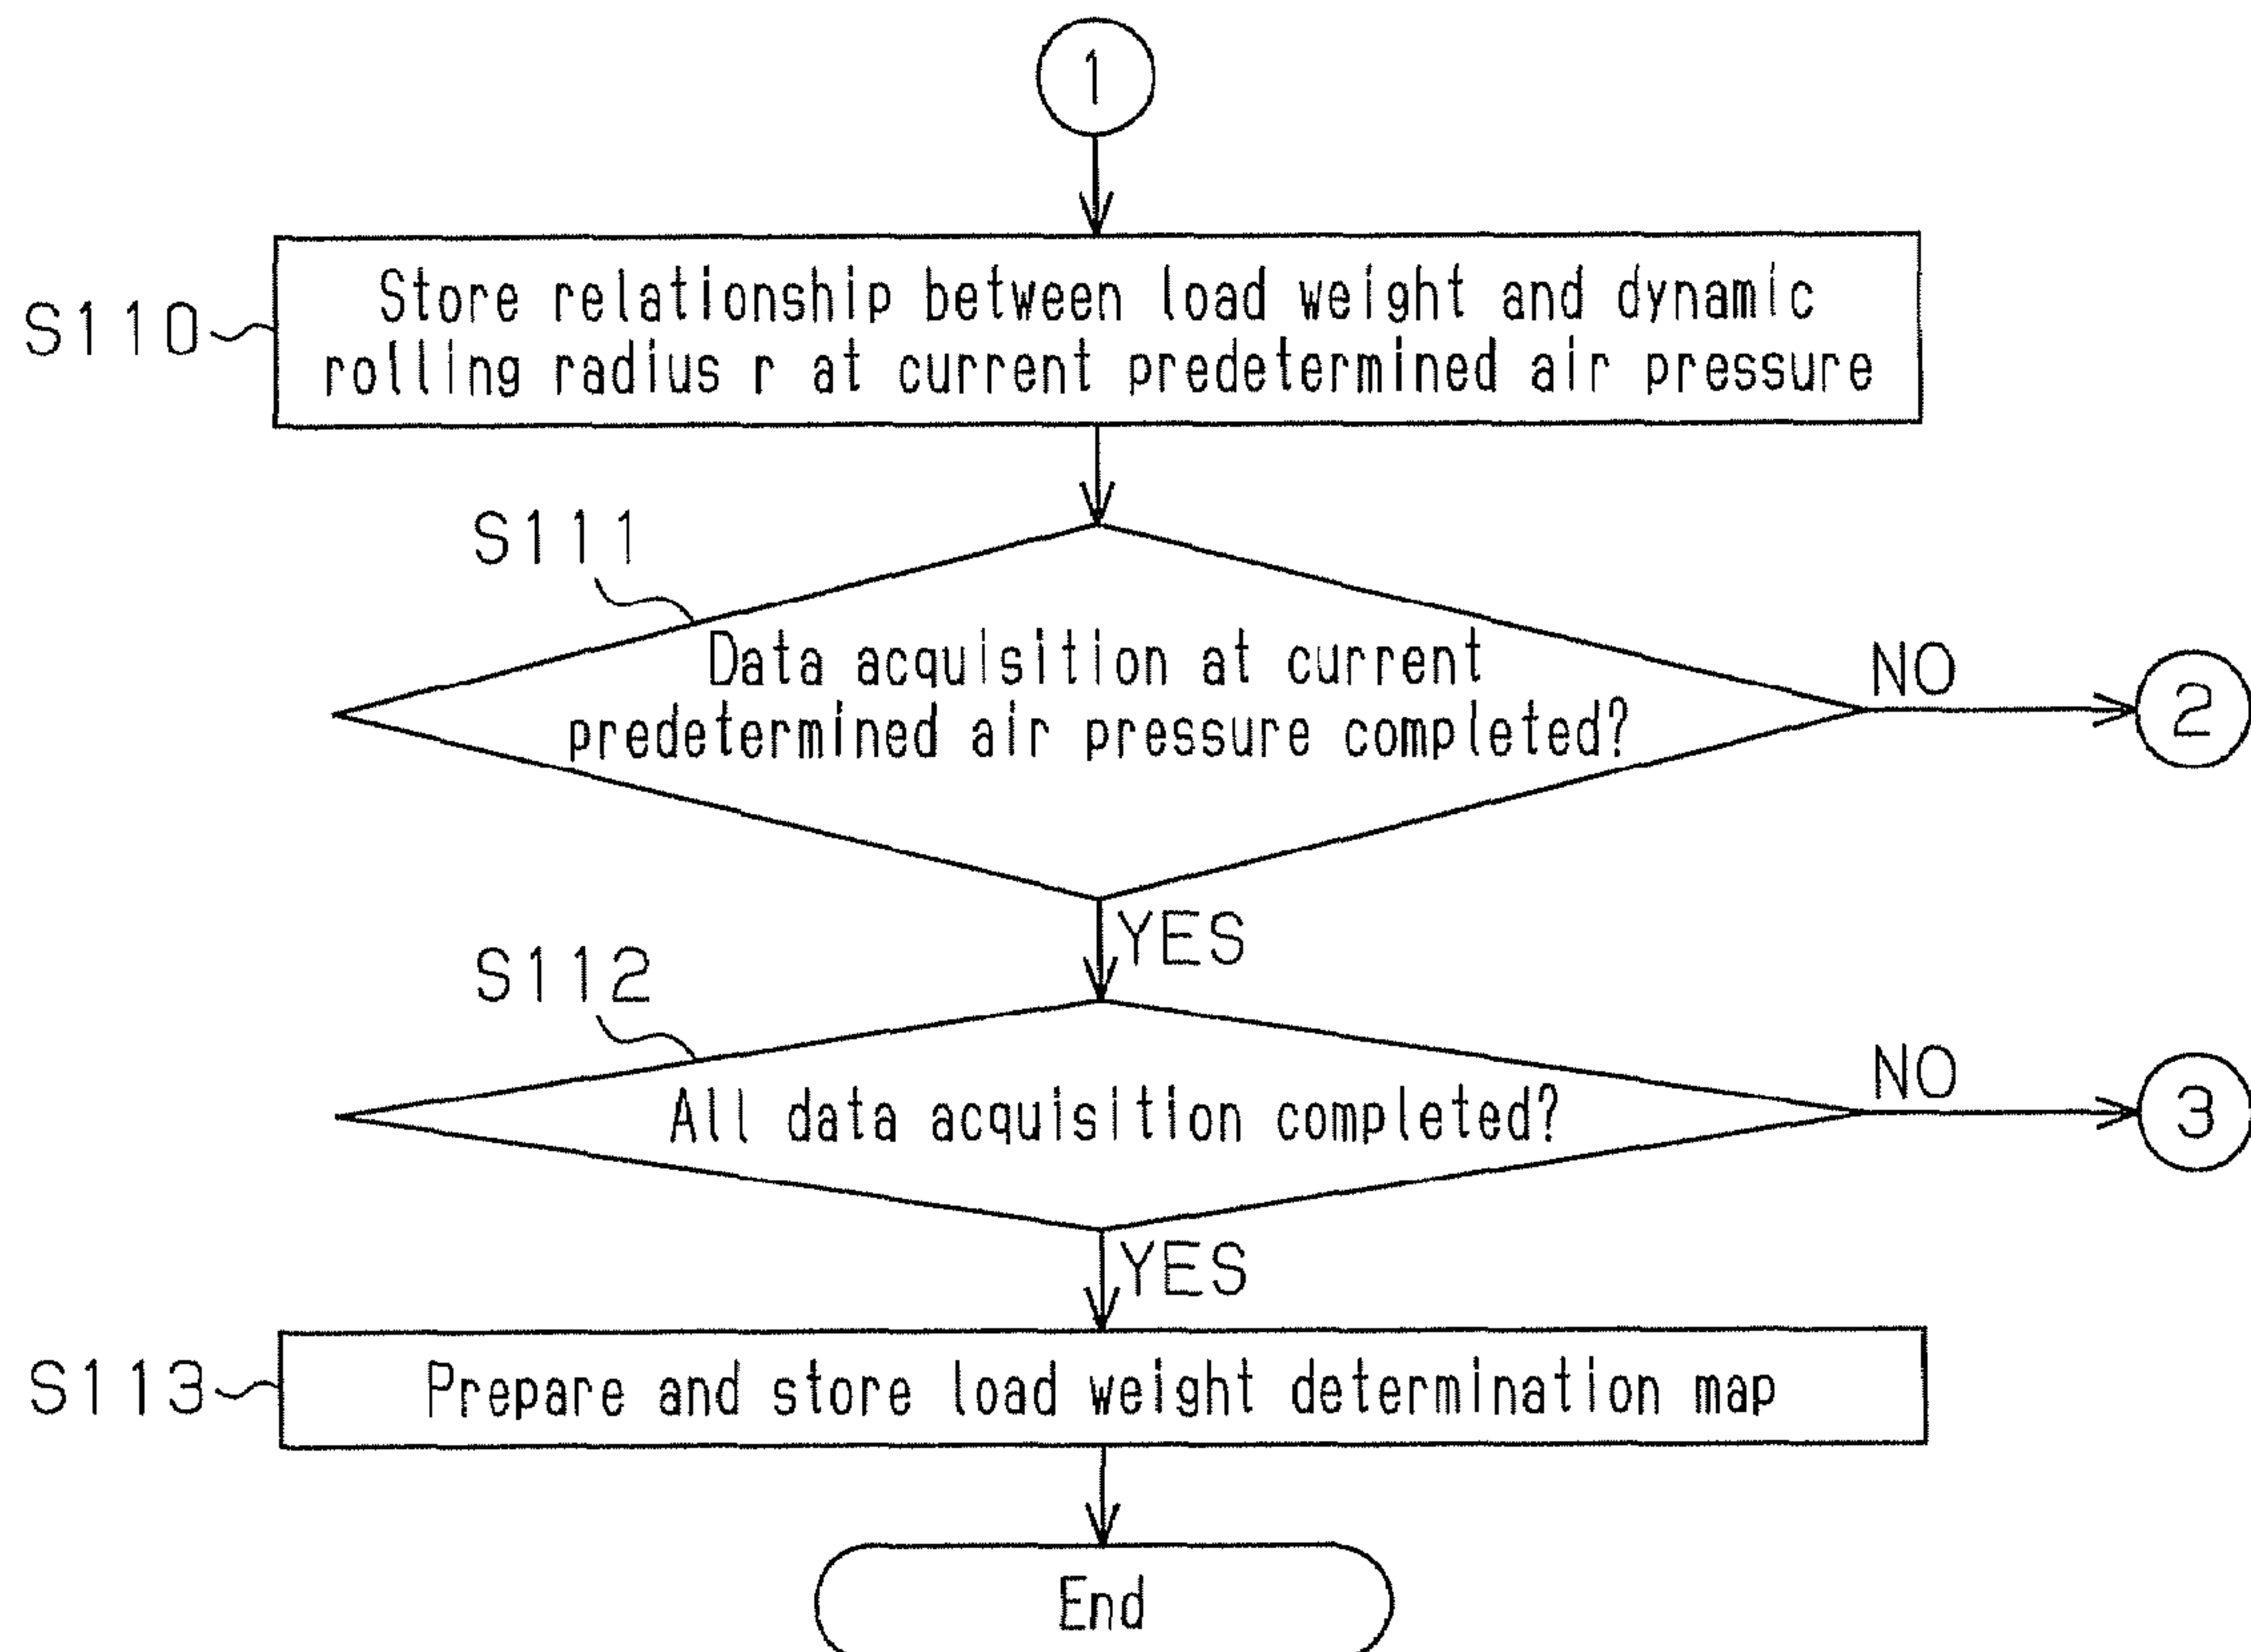 1
S110
Store relationship between load weight and dynamic
rolling radius r at current predetermined air pressure
S111
Data acquisition at current
predetermined air pressure completed?
NO
2
YES
S112
All data acquisition completed?
NO
3
YES
S113
Prepare and store load weight determination map
End